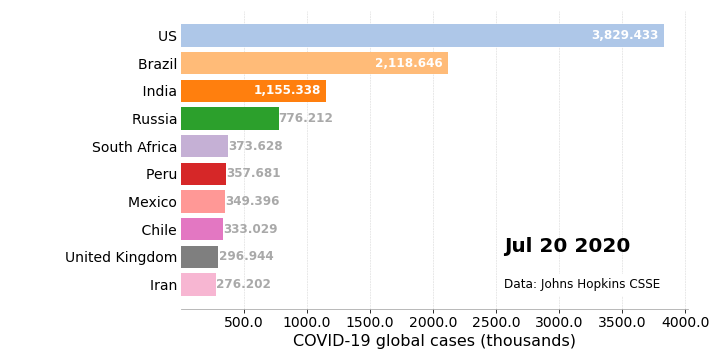 US 3,829.433
Brazil 2,118.646
India 1,155.338
Russia 776.212
South Africa 373.628
Peru 357.681
Mexico 349.396
Chile 333.029
United Kingdom 296.944
Iran 276.202
Jul 20 2020
Data: Johns Hopkins CSSE
500.0 1000.0 1500.0 2000.0 2500.0 3000.0 3500.0 4000.0
COVID-19 global cases (thousands)